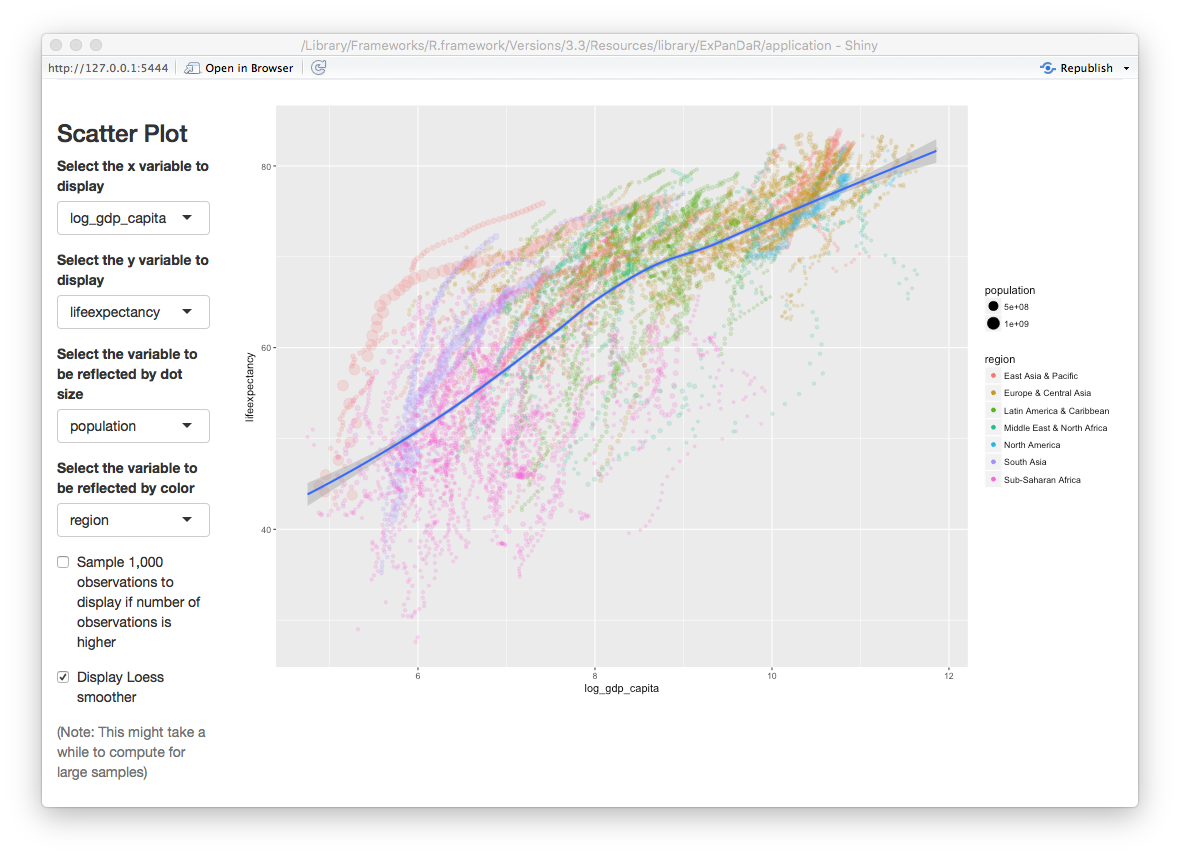 /Library/Frameworks/R.framework/Versions/3.3/Resources/library/ExPanDaR/application - Shiny
http://127.0.0.1:5444
Open in Browser
Republish
Scatter Plot
Select the x variable to
display
log_gdp_capita
Select the y variable to
display
lifeexpectancy
Select the variable to
be reflected by dot
size
population
Select the variable to
be reflected by color
region
Sample 1,000
observations to
display if number of
observations is
higher
Display Loess
smoother
(Note: This might take a
while to compute for
large samples)
lifeexpectancy
80
60
40
6
8
10
12
log_gdp_capita
population
5e+08
1e+09
region
East Asia & Pacific
Europe & Central Asia
Latin America & Caribbean
Middle East & North Africa
North America
South Asia
Sub-Saharan Africa